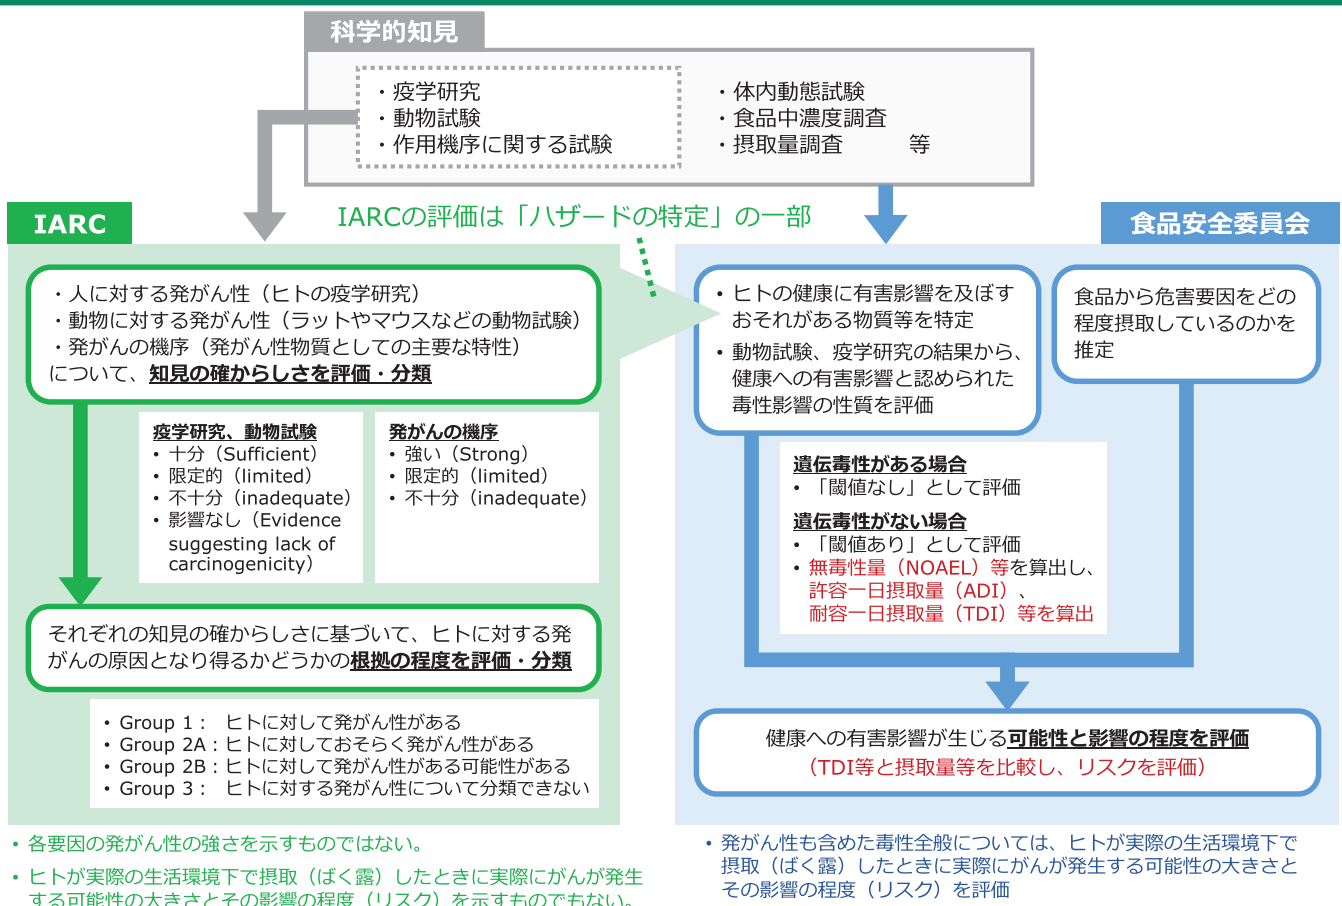 科学的知見
・疫学研究
・動物試験
・作用機序に関する試験
・体内動態試験
・食品中濃度調査
・摂取量調査 等
IARCの評価は「ハザードの特定」の一部
IARC
・人に対する発がん性（ヒトの疫学研究）
・動物に対する発がん性（ラットやマウスなどの動物試験）
・発がんの機序（発がん性物質としての主要な特性）
について、知見の確からしさを評価・分類
疫学研究、動物試験
• 十分（Sufficient）
• 限定的（limited）
• 不十分（inadequate）
• 影響なし（Evidence
suggesting lack of
carcinogenicity）
発がんの機序
• 強い（Strong）
• 限定的（limited）
• 不十分（inadequate）
それぞれの知見の確からしさに基づいて、ヒトに対する発
がんの原因となり得るかどうかの根拠の程度を評価・分類
• Group 1： ヒトに対して発がん性がある
• Group 2A：ヒトに対しておそらく発がん性がある
• Group 2B：ヒトに対して発がん性がある可能性がある
• Group 3： ヒトに対する発がん性について分類できない
• 各要因の発がん性の強さを示すものではない。
• ヒトが実際の生活環境下で摂取（ばく露）したときに実際にがんが発生
する可能性の大きさとその影響の程度（リスク）を示すものでもない。
食品安全委員会
• ヒトの健康に有害影響を及ぼす
おそれがある物質等を特定
• 動物試験、疫学研究の結果から、
健康への有害影響と認められた
毒性影響の性質を評価
食品から危害要因をどの
程度摂取しているのかを
推定
遺伝毒性がある場合
• 「閾値なし」として評価
遺伝毒性がない場合
• 「閾値あり」として評価
• 無毒性量（NOAEL）等を算出し、
許容一日摂取量（ADI）、
耐容一日摂取量（TDI）等を算出
健康への有害影響が生じる可能性と影響の程度を評価
（TDI等と摂取量等を比較し、リスクを評価）
• 発がん性も含めた毒性全般については、ヒトが実際の生活環境下で
摂取（ばく露）したときに実際にがんが発生する可能性の大きさと
その影響の程度（リスク）を評価